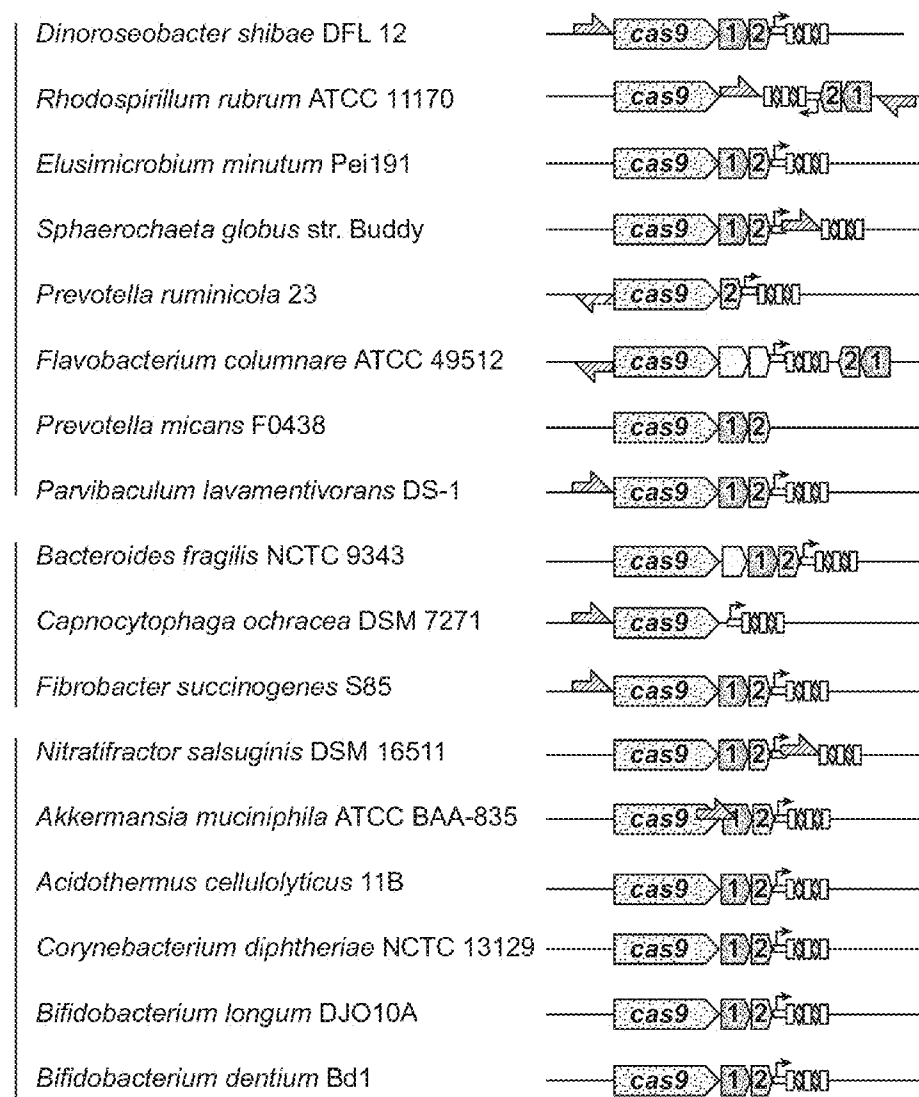 Dinoroseobacter shibae DFL 12 cas9 1 2
Rhodospirillum rubrum ATCC 11170 cas9 2 1
Elusimicrobium minutum Pei191 cas9 1 2
Sphaerochaeta globus str. Buddy cas9 1 2
Prevotella ruminicola 23 cas9 2
Flavobacterium columnare ATCC 49512 cas9 2 1
Prevotella micans F0438 cas9 1 2
Parvibaculum lavamentivorans DS-1 cas9 1 2
Bacteroides fragilis NCTC 9343 cas9 1 2
Capnocytophaga ochracea DSM 7271 cas9
Fibrobacter succinogenes S85 cas9 1 2
Nitratifractor salsuginis DSM 16511 cas9 1 2
Akkermansia muciniphila ATCC BAA-835 cas9 1 2
Acidothermus cellulolyticus 11B cas9 1 2
Corynebacterium diphtheriae NCTC 13129 cas9 1 2
Bifidobacterium longum DJO10A cas9 1 2
Bifidobacterium dentium Bd1 cas9 1 2